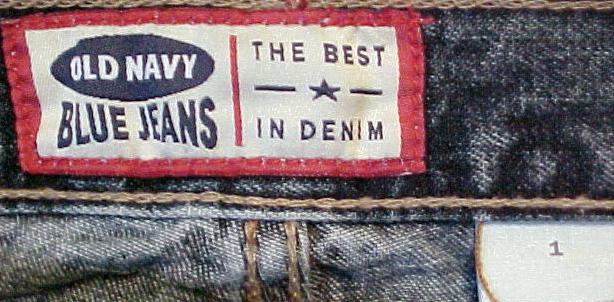 OLD NAVY
BLUE JEANS
THE BEST
IN DENIM
1